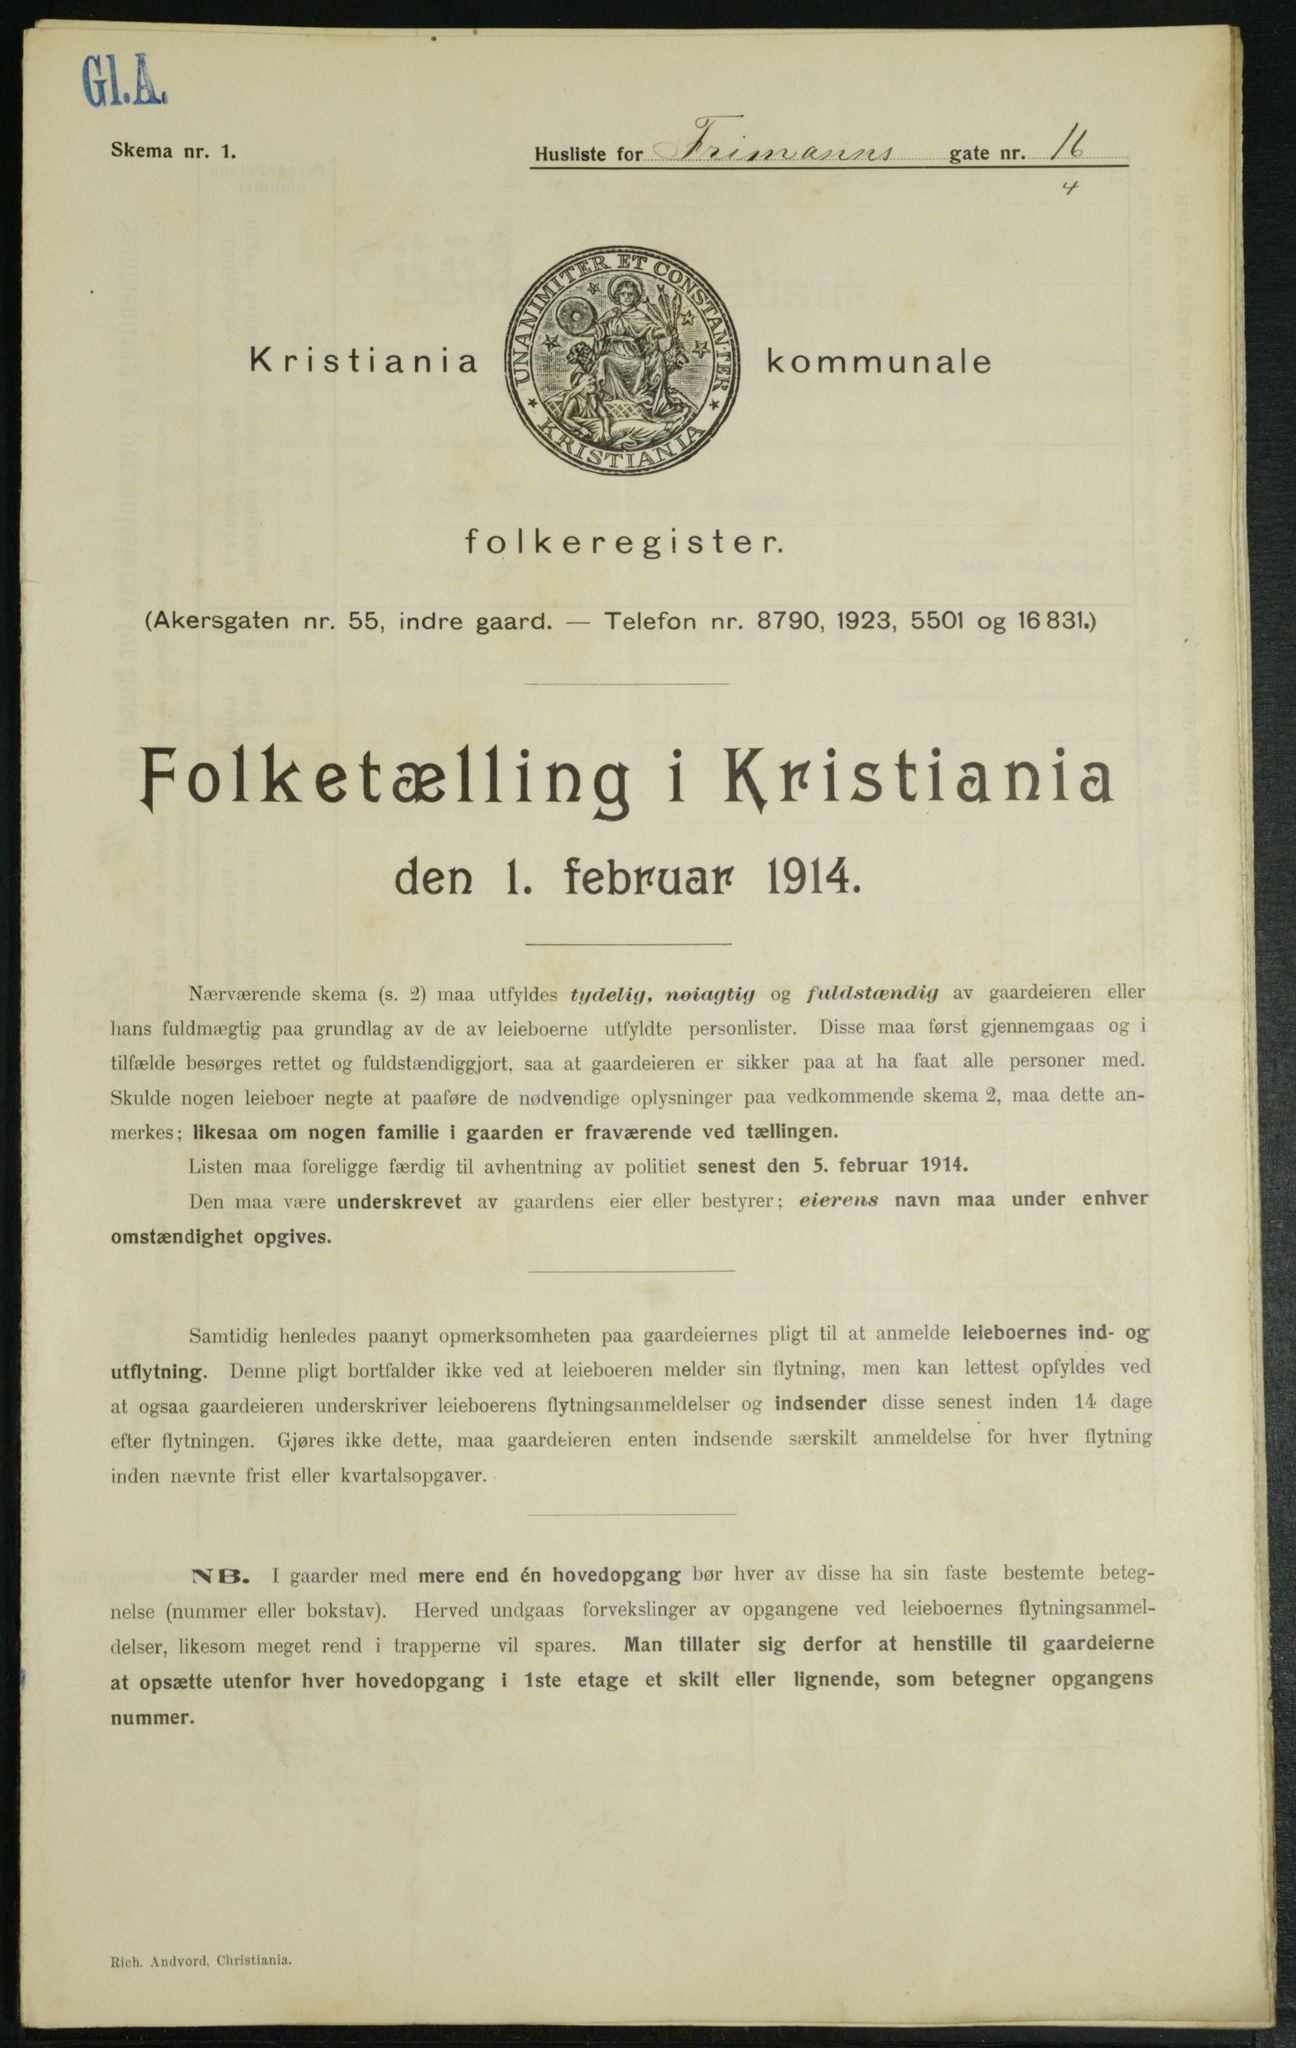 Gl.A.
Skema nr. 1.
Husliste for Frimanns gate nr. 16
4
UNANIMITER ET CONSTANTER
KRISTIANIA
Kristiania kommunale
folkeregister.
(Akersgaten nr. 55, indre gaard. — Telefon nr. 8790, 1923, 5501 og 16 831.)
Folketælling i Kristiania
den 1. februar 1914.
Nærværende skema (s. 2) maa utfyldes tydelig, nøiagtig og fuldstændig av gaardeieren eller
hans fuldmægtig paa grundlag av de av leieboerne utfyldte personlister. Disse maa først gjennemgaas og i
tilfælde besørges rettet og fuldstændiggjort, saa at gaardeieren er sikker paa at ha faat alle personer med.
Skulde nogen leieboer negte at paaføre de nødvendige oplysninger paa vedkommende skema 2, maa dette an-
merkes; likesaa om nogen familie i gaarden er fraværende ved tællingen.
Listen maa foreligge færdig til avhentning av politiet senest den 5. februar 1914.
Den maa være underskrevet av gaardens eier eller bestyrer; eierens navn maa under enhver
omstændighet opgives.
Samtidig henledes paanyt opmerksomheten paa gaardeiernes pligt til at anmelde leieboernes ind- og
utflytning. Denne pligt bortfalder ikke ved at leieboeren melder sin flytning, men kan lettest opfyldes ved
at ogsaa gaardeieren underskriver leieboerens flytningsanmeldelser og indsender disse senest inden 14 dage
efter flytningen. Gjøres ikke dette, maa gaardeieren enten indsende særskilt anmeldelse for hver flytning
inden nævnte frist eller kvartalsopgaver.
NB. I gaarder med mere end én hovedopgang bør hver av disse ha sin faste bestemte beteg-
nelse (nummer eller bokstav). Herved undgaas forvekslinger av opgangene ved leieboernes flytningsanmel-
delser, likesom meget rend i trapperne vil spares. Man tillater sig derfor at henstille til gaardeierne
at opsætte utenfor hver hovedopgang i 1ste etage et skilt eller lignende, som betegner opgangens
nummer.
Rich. Andvord, Christiania.